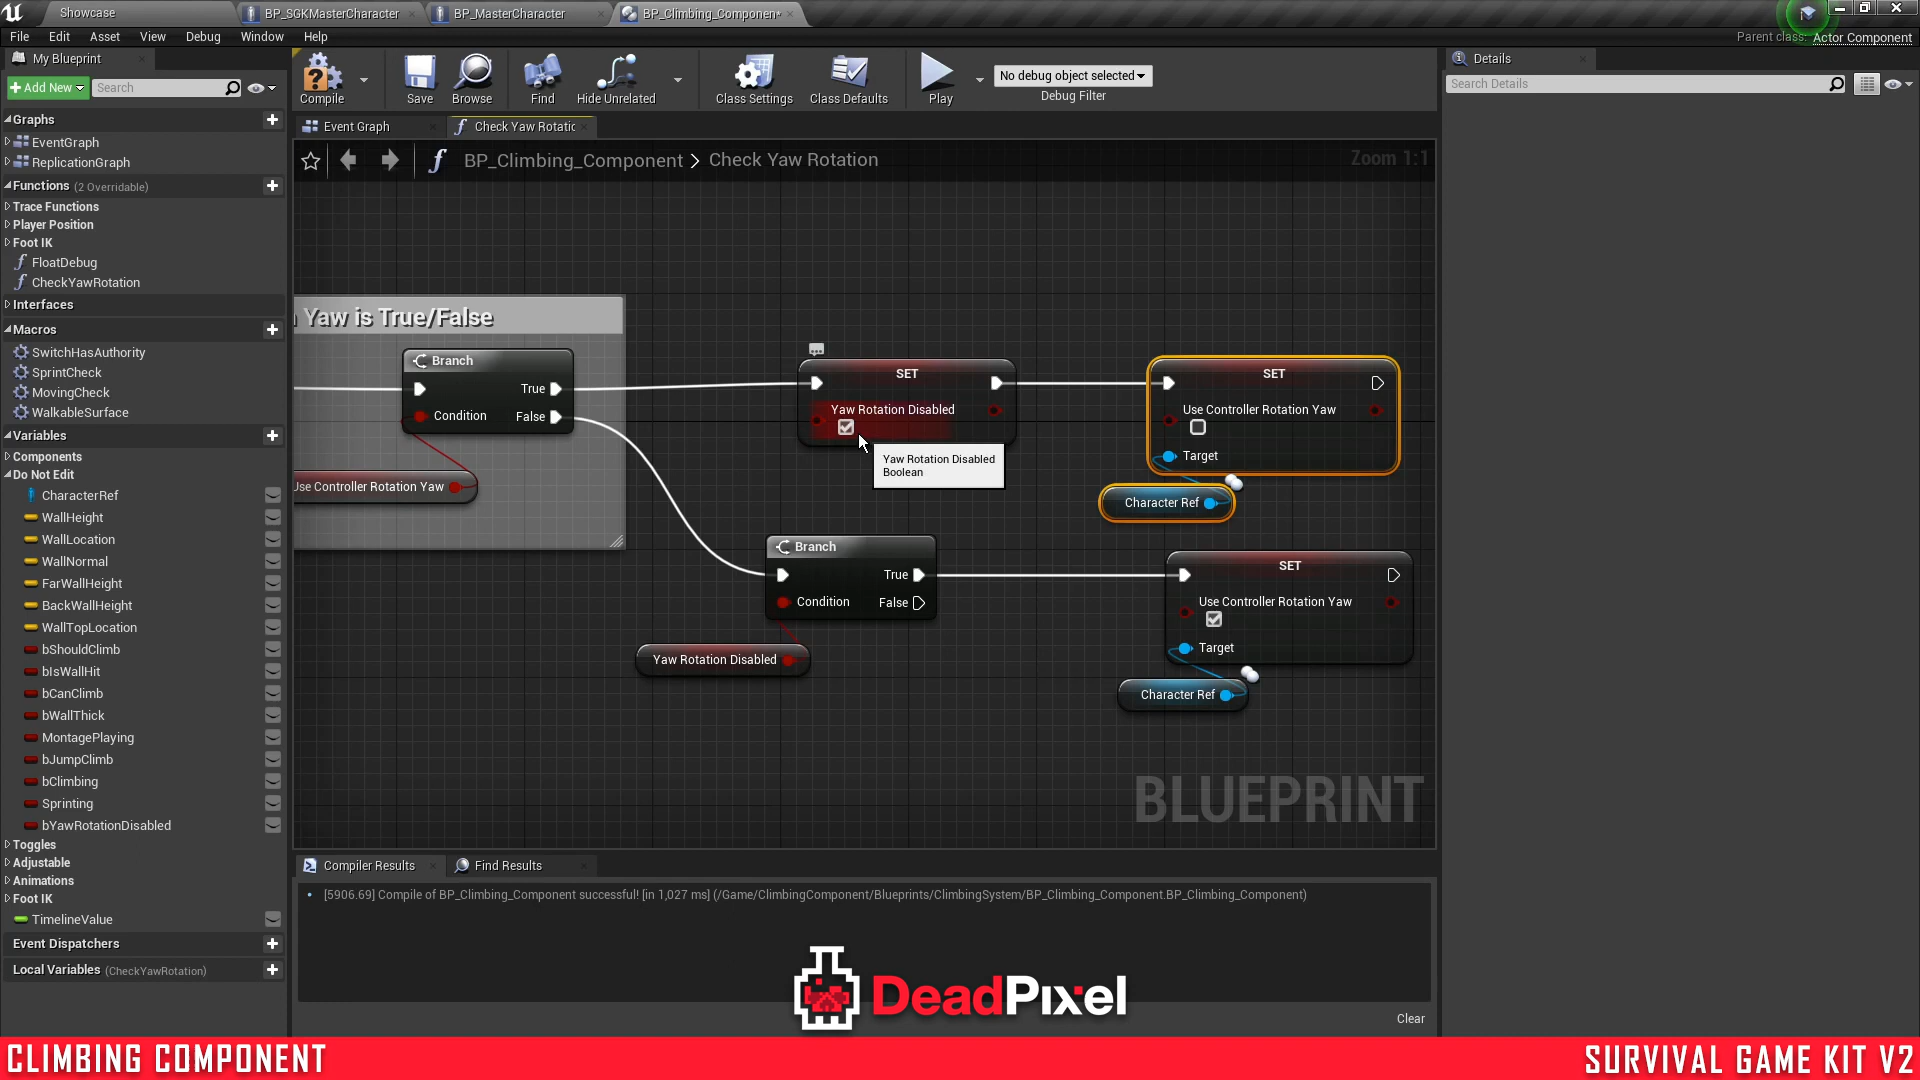 Showcase
BP_SGKMasterCharacter
BP_MasterCharacter
BP_Climbing_Componen*
File Edit Asset View Debug Window Help
Parent class: Actor Component
My Blueprint
Add New
Search
Graphs
EventGraph
ReplicationGraph
Functions (2 Overridable)
Trace Functions
Player Position
Foot IK
FloatDebug
CheckYawRotation
Interfaces
Macros
SwitchHasAuthority
SprintCheck
MovingCheck
WalkableSurface
Variables
Components
Do Not Edit
CharacterRef
WallHeight
WallLocation
WallNormal
FarWallHeight
BackWallHeight
WallTopLocation
bShouldClimb
bIsWallHit
bCanClimb
bWallThick
MontagePlaying
bJumpClimb
bClimbing
Sprinting
bYawRotationDisabled
Toggles
Adjustable
Animations
Foot IK
TimelineValue
Event Dispatchers
Local Variables (CheckYawRotation)
Compile
Save
Browse
Find
Hide Unrelated
Class Settings
Class Defaults
Play
No debug object selected
Debug Filter
Event Graph
Check Yaw Rotatic
BP_Climbing_Component > Check Yaw Rotation
Zoom 1:1
Yaw is True/False
Branch
True
Condition
False
Use Controller Rotation Yaw
SET
Yaw Rotation Disabled
Yaw Rotation Disabled
Boolean
SET
Use Controller Rotation Yaw
Target
Character Ref
Branch
True
Condition
False
Yaw Rotation Disabled
SET
Use Controller Rotation Yaw
Target
Character Ref
BLUEPRINT
Compiler Results
Find Results
[5906.69] Compile of BP_Climbing_Component successful! [in 1,027 ms] (/Game/ClimbingComponent/Blueprints/ClimbingSystem/BP_Climbing_Component.BP_Climbing_Component)
Clear
Details
Search Details
DeadPixel
CLIMBING COMPONENT
SURVIVAL GAME KIT V2